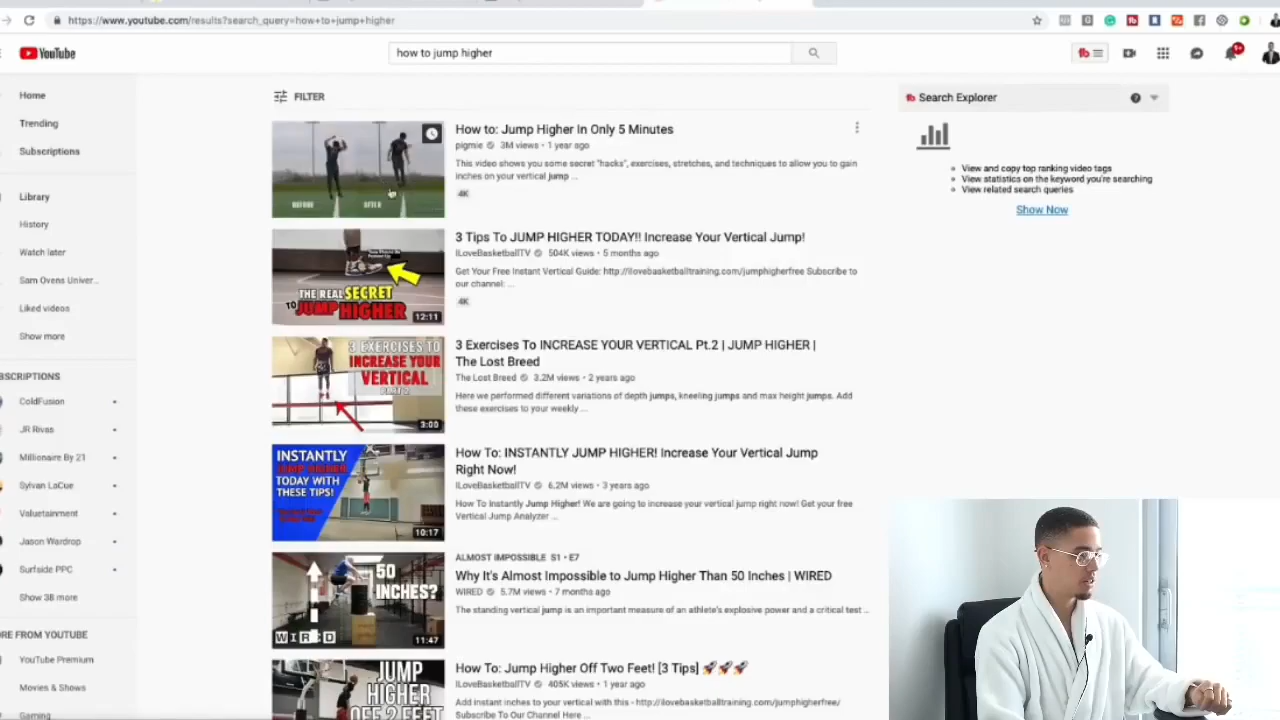 https://www.youtube.com/results?search_query=how+to+jump+higher
YouTube
how to jump higher
9+
Home
Trending
Subscriptions
Library
History
Watch later
Sam Ovens Univer...
Liked videos
Show more
BSCRIPTIONS
ColdFusion
JR Rivas
Millionaire By 21
Sylvan LaCue
Valuetainment
Jason Wardrop
Surfside PPC
Show 38 more
ORE FROM YOUTUBE
YouTube Premium
Movies & Shows
Gaming
FILTER
BEFORE AFTER
How to: Jump Higher In Only 5 Minutes
pigmie 3M views • 1 year ago
This video shows you some secret "hacks", exercises, stretches, and techniques to allow you to gain
inches on your vertical jump ...
4K
THE REAL SECRET
TO JUMP HIGHER
12:11
3 Tips To JUMP HIGHER TODAY!! Increase Your Vertical Jump!
ILoveBasketballTV 504K views • 5 months ago
Get Your Free Instant Vertical Guide: http://ilovebasketballtraining.com/jumphigherfree Subscribe to
our channel: ...
4K
3 EXERCISES TO
INCREASE YOUR
VERTICAL
PART 2
3:00
3 Exercises To INCREASE YOUR VERTICAL Pt.2 | JUMP HIGHER |
The Lost Breed
The Lost Breed 3.2M views • 2 years ago
Here we performed different variations of depth jumps, kneeling jumps and max height jumps. Add
these exercises to your weekly ...
INSTANTLY
JUMP HIGHER
TODAY WITH
THESE TIPS!
10:17
How To: INSTANTLY JUMP HIGHER! Increase Your Vertical Jump
Right Now!
ILoveBasketballTV 6.2M views • 3 years ago
How To Instantly Jump Higher! We are going to increase your vertical jump right now! Get your free
Vertical Jump Analyzer ...
50
INCHES?
WIRED
11:47
ALMOST IMPOSSIBLE S1 • E7
Why It's Almost Impossible to Jump Higher Than 50 Inches | WIRED
WIRED 5.7M views • 7 months ago
The standing vertical jump is an important measure of an athlete's explosive power and a critical test ...
JUMP
HIGHER
OFF 2 FEET
How To: Jump Higher Off Two Feet! [3 Tips] 🚀🚀🚀
ILoveBasketballTV 405K views • 1 year ago
Add instant inches to your vertical with this - http://ilovebasketballtraining.com/jumphigherfree/
Subscribe To Our Channel Here ...
tb Search Explorer
View and copy top ranking video tags
View statistics on the keyword you're searching
View related search queries
Show Now